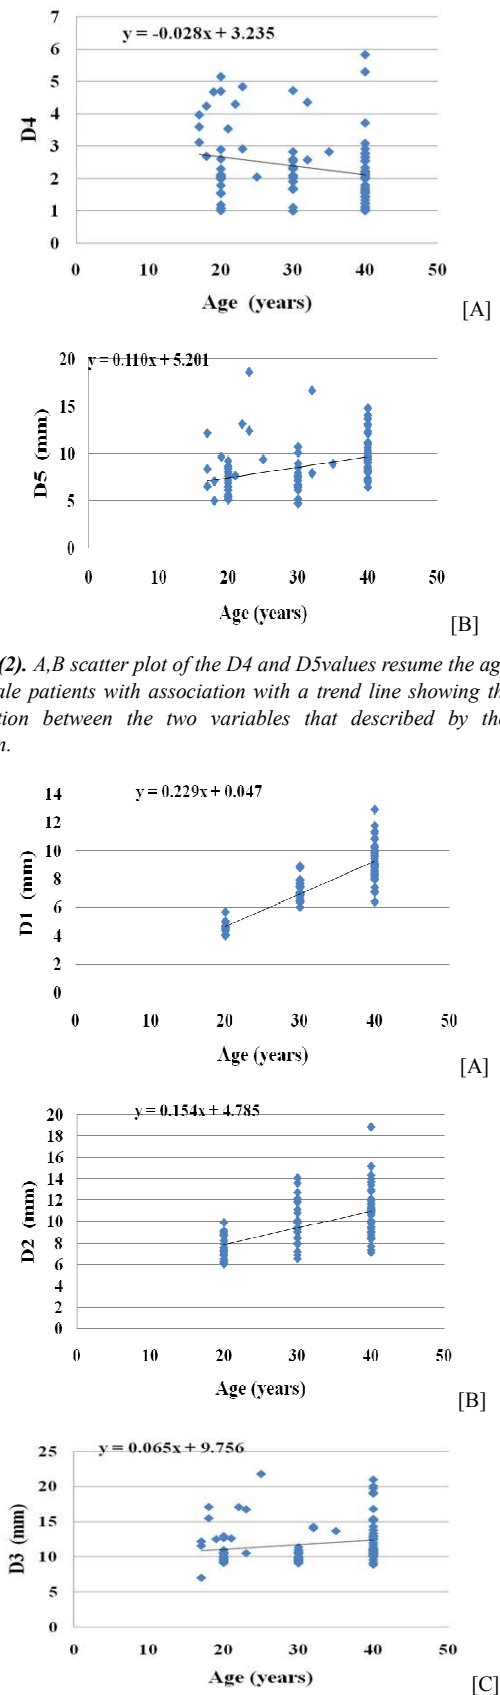 y = -0.028x + 3.235
7
6
5
4
3
2
1
0
D4
0 10 20 30 40 50
Age (years)
[A]
y = 0.110x + 5.201
20
15
10
5
0
D5 (mm)
0 10 20 30 40 50
Age (years)
[B]
(2). A,B scatter plot of the D4 and D5values resume the ag
ale patients with association with a trend line showing th
tion between the two variables that described by the
n.
y = 0.229x + 0.047
14
12
10
8
6
4
2
0
D1 (mm)
0 10 20 30 40 50
Age (years)
[A]
y = 0.154x + 4.785
20
18
16
14
12
10
8
6
4
2
0
D2 (mm)
0 10 20 30 40 50
Age (years)
[B]
y = 0.065x + 9.756
25
20
15
10
5
0
D3 (mm)
0 10 20 30 40 50
Age (years)
[C]